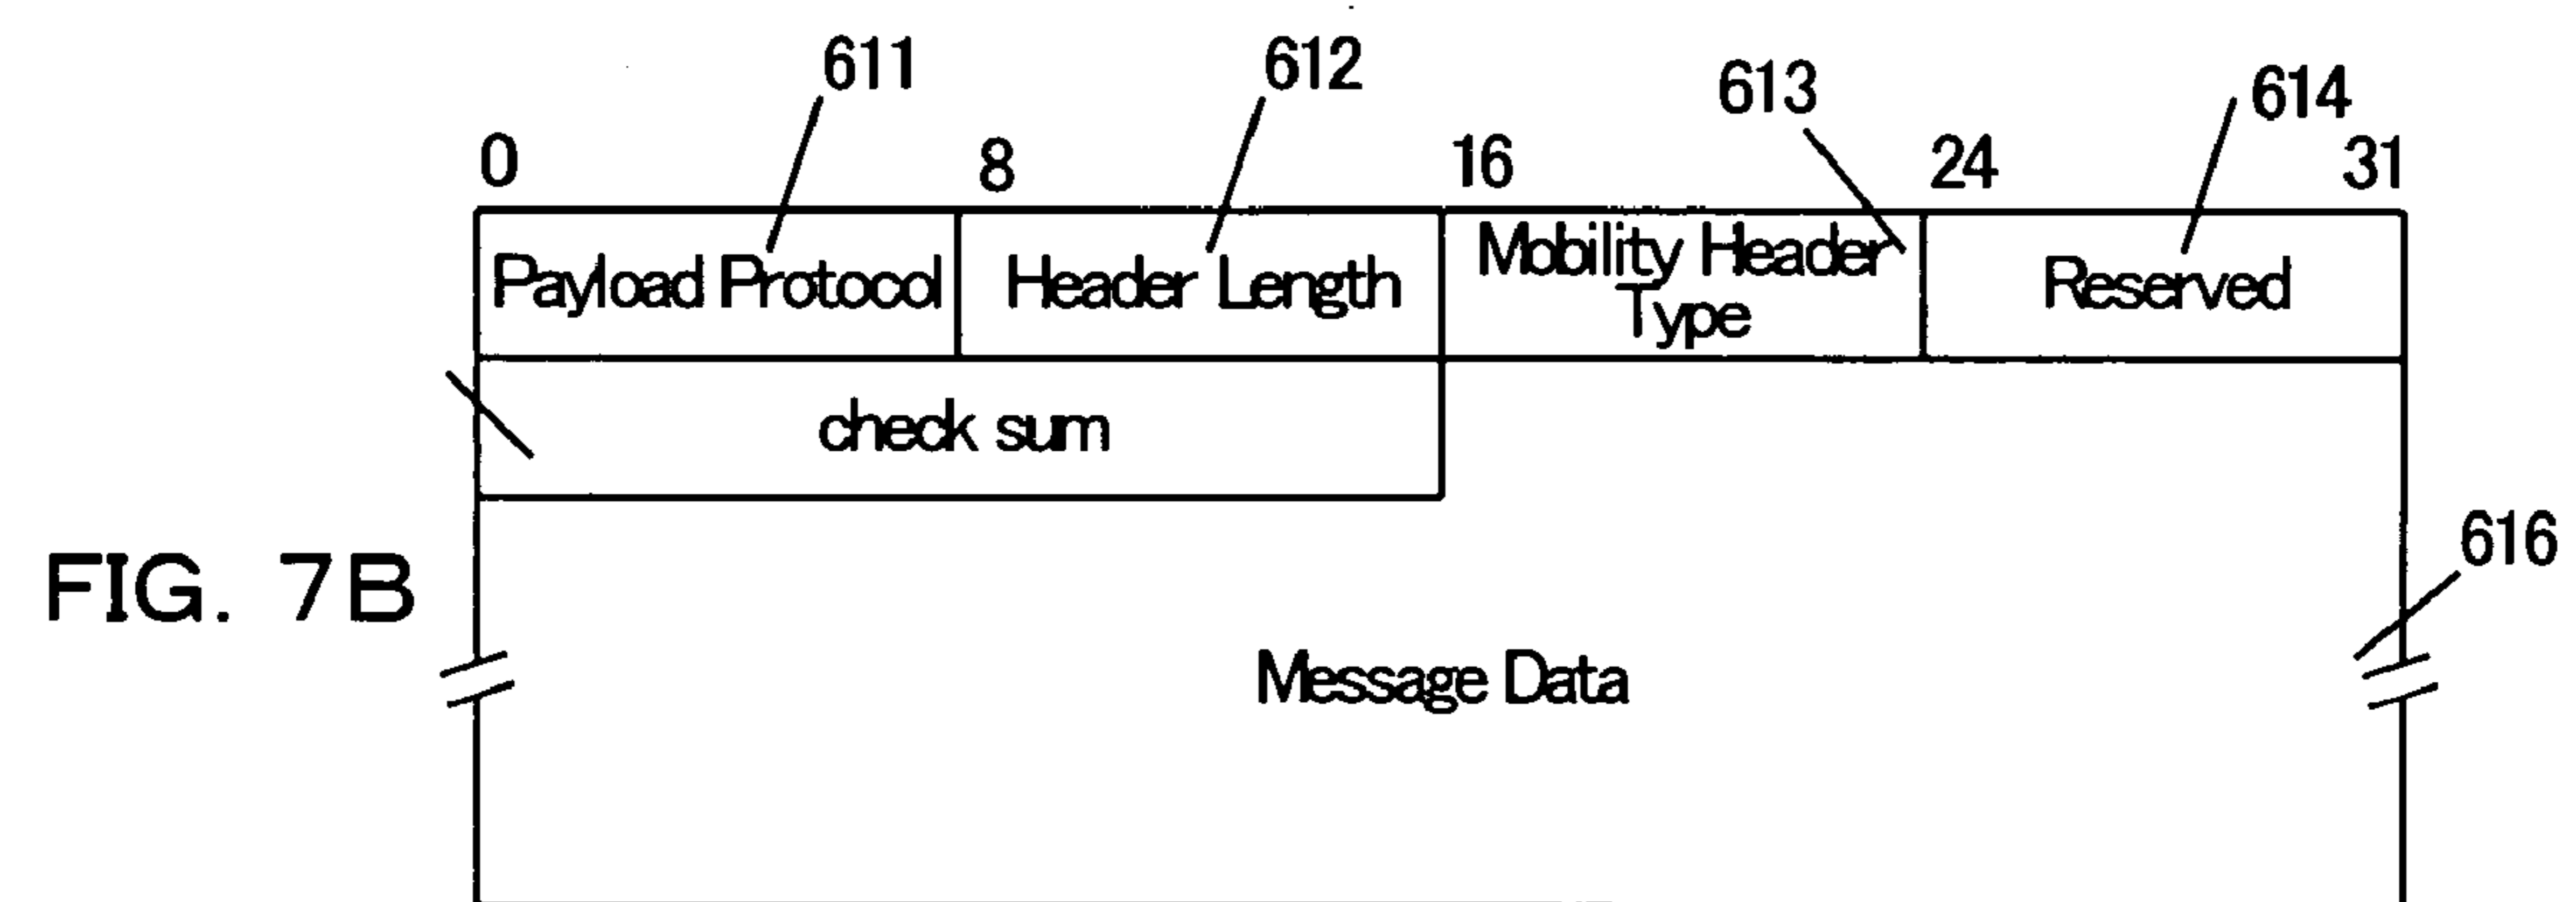 611 612 613 614
0 8 16 24 31
Payload Protocol Header Length Mobility Header Type Reserved
check sum
616
FIG. 7B
Message Data